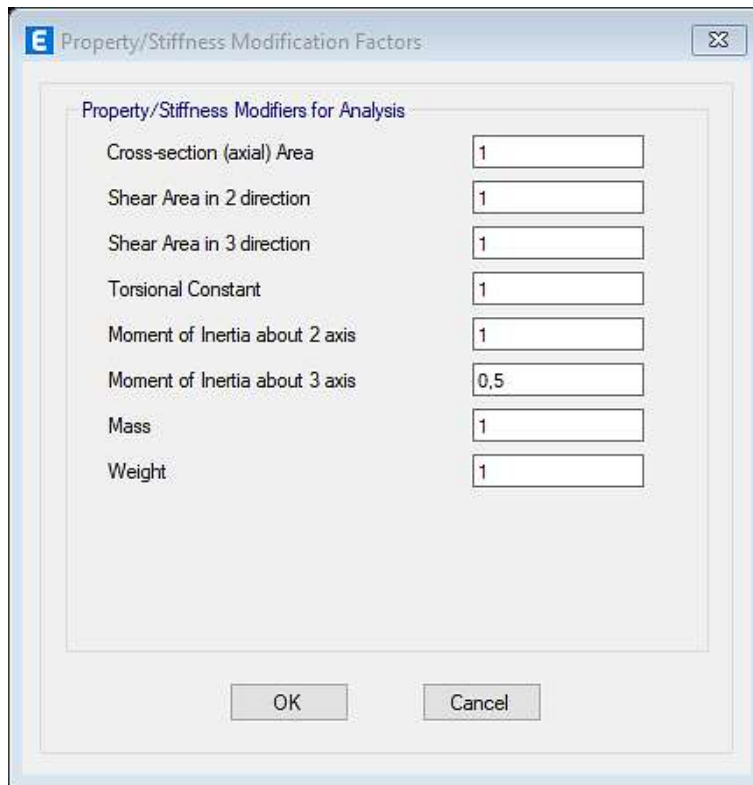 E Property/Stiffness Modification Factors
Property/Stiffness Modifiers for Analysis
Cross-section (axial) Area 1
Shear Area in 2 direction 1
Shear Area in 3 direction 1
Torsional Constant 1
Moment of Inertia about 2 axis 1
Moment of Inertia about 3 axis 0,5
Mass 1
Weight 1
OK Cancel